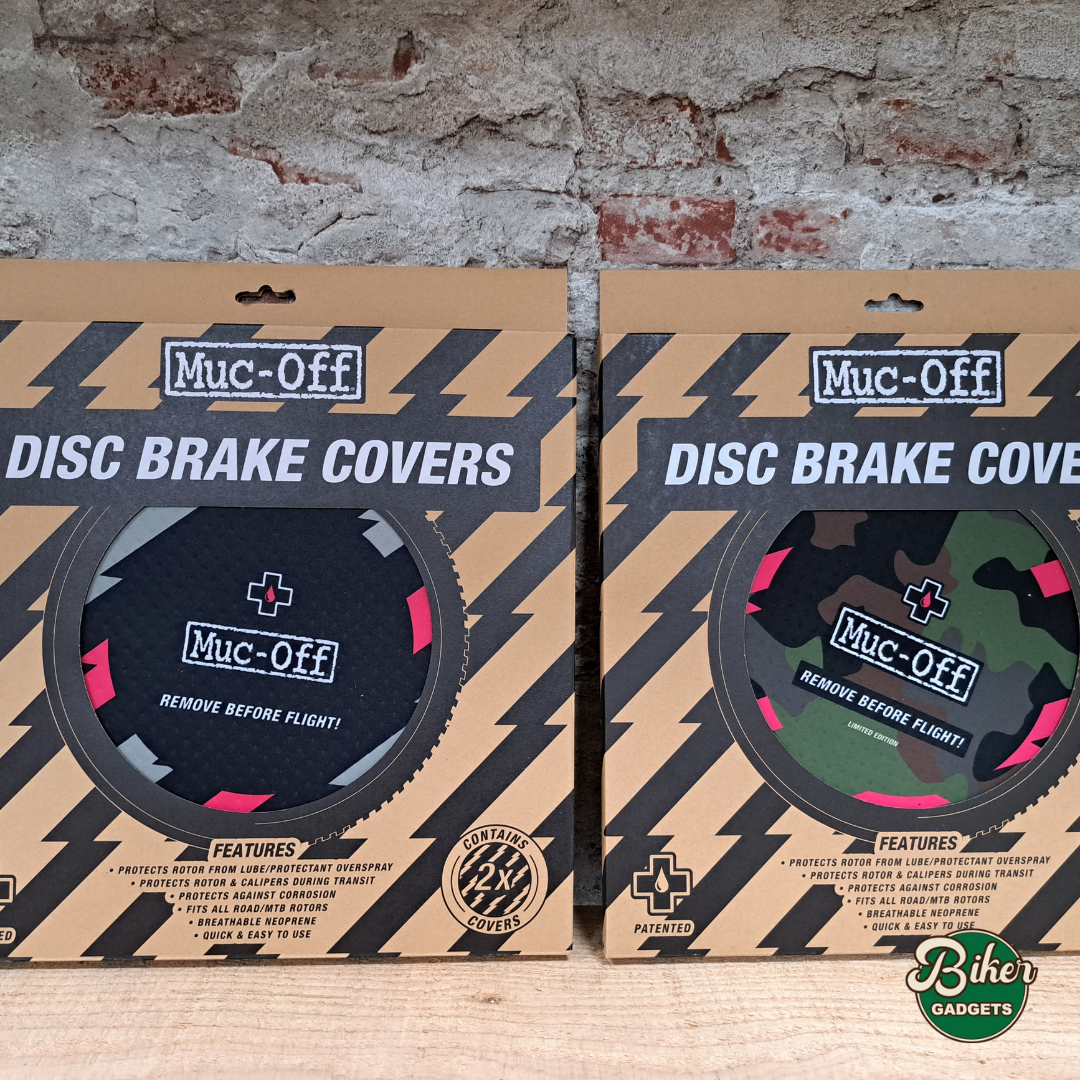 Muc-Off
DISC BRAKE COVERS
Muc-Off
REMOVE BEFORE FLIGHT!
FEATURES
• PROTECTS ROTOR FROM LUBE/PROTECTANT OVERSPRAY
• PROTECTS ROTOR & CALIPERS DURING TRANSIT
• PROTECTS AGAINST CORROSION
• FITS ALL ROAD/MTB ROTORS
• BREATHABLE NEOPRENE
• QUICK & EASY TO USE
CONTAINS
2x
COVERS
ED
Muc-Off
DISC BRAKE COVE
Muc-Off
REMOVE BEFORE FLIGHT!
LIMITED EDITION
FEATURES
• PROTECTS ROTOR FROM LUBE/PROTECTANT OVERSPRAY
• PROTECTS ROTOR & CALIPERS DURING TRANSIT
• PROTECTS AGAINST CORROSION
• FITS ALL ROAD/MTB ROTORS
• BREATHABLE NEOPRENE
• QUICK & EASY TO USE
PATENTED
Biker
GADGETS